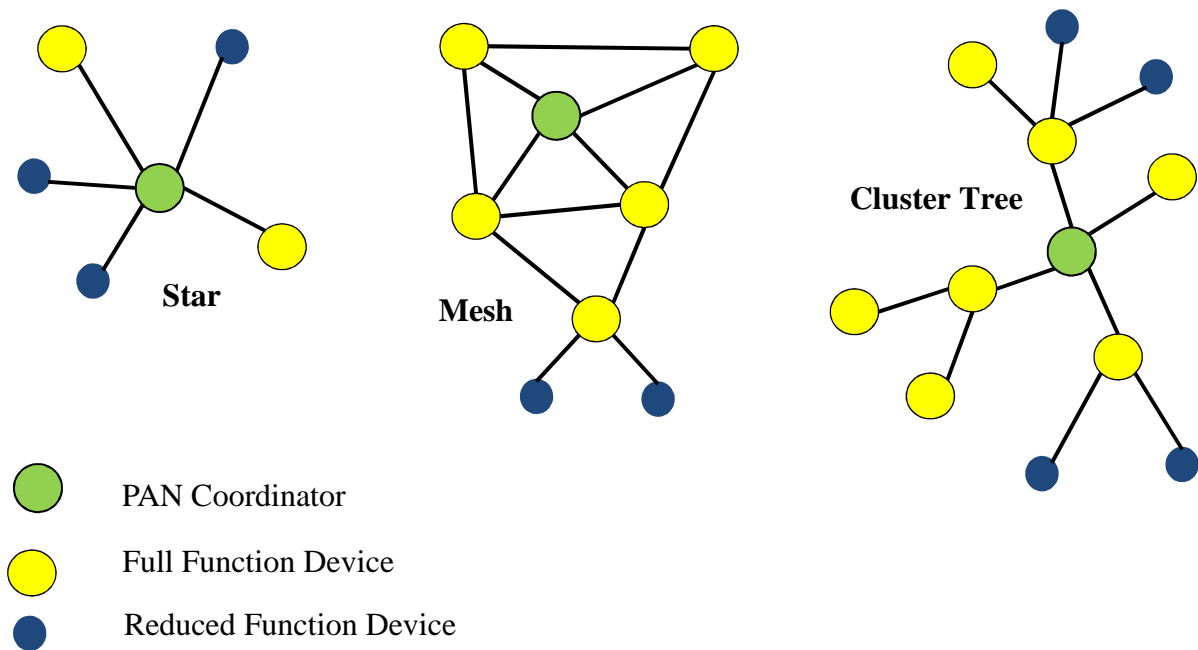 Cluster Tree
Star
Mesh
PAN Coordinator
Full Function Device
Reduced Function Device